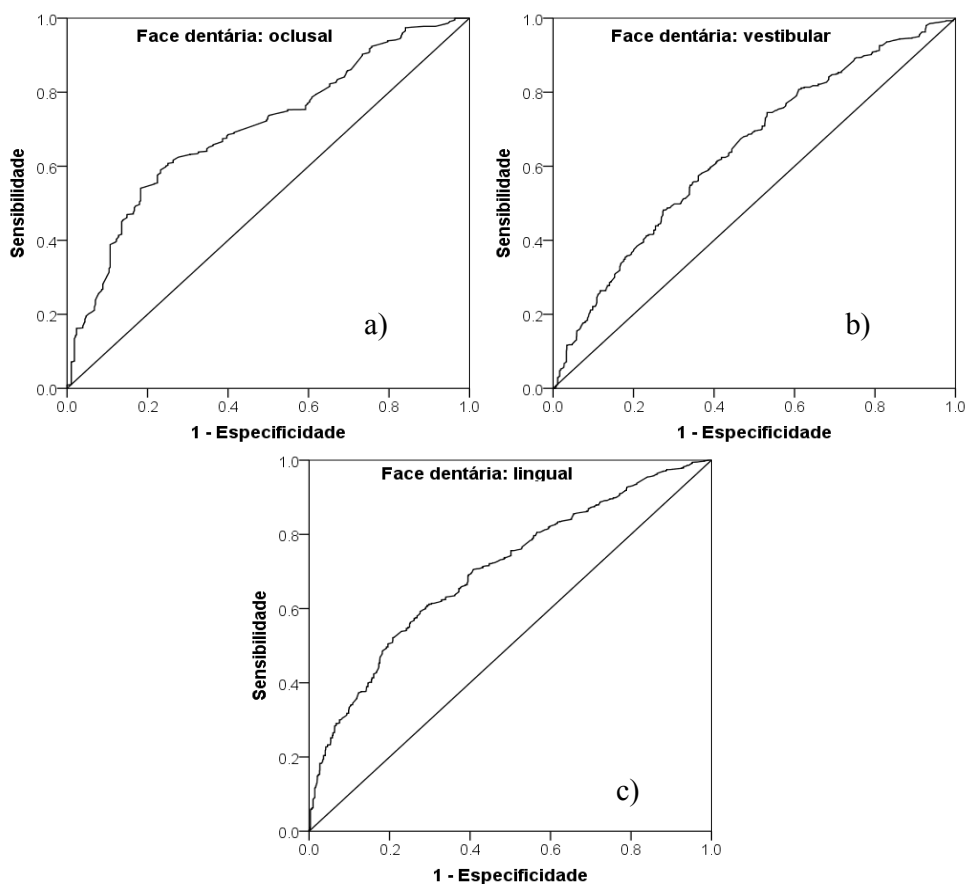 Face dentária: oclusal
Sensibilidade
1.0
0.8
0.6
0.4
0.2
0.0
0.0 0.2 0.4 0.6 0.8 1.0
1 - Especificidade
a)
Face dentária: vestibular
Sensibilidade
1.0
0.8
0.6
0.4
0.2
0.0
0.0 0.2 0.4 0.6 0.8 1.0
1 - Especificidade
b)
Face dentária: lingual
Sensibilidade
1.0
0.8
0.6
0.4
0.2
0.0
0.0 0.2 0.4 0.6 0.8 1.0
1 - Especificidade
c)